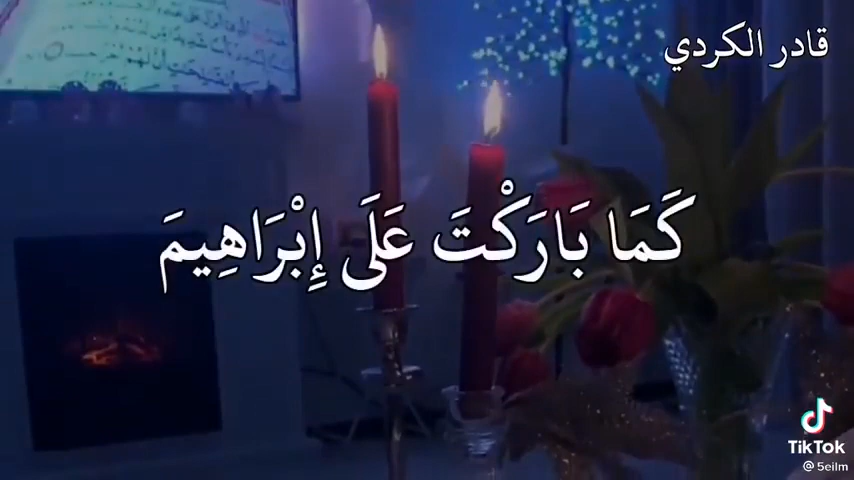 قادر الكردي
كَمَا بَارَكْتَ عَلَى إِبْرَاهِيمَ
TikTok
@ 5eilm